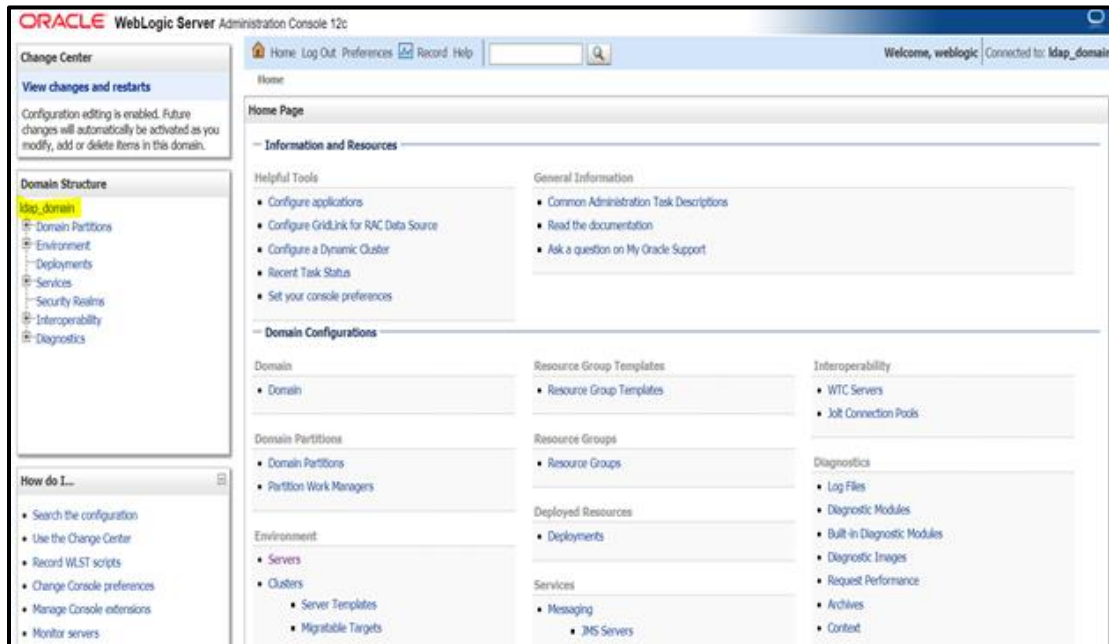 ORACLE WebLogic Server Administration Console 12c
Change Center
View changes and restarts
Configuration editing is enabled. Future
changes will automatically be activated as you
modify, add or delete items in this domain.
Domain Structure
ldap_domain
Domain Partitions
Environment
Deployments
Services
Security Realms
Interoperability
Diagnostics
How do I...
Search the configuration
Use the Change Center
Record WLST scripts
Change Console preferences
Manage Console extensions
Monitor servers
Home Log Out Preferences Record Help
Welcome, weblogic Connected to: ldap_domain
Home
Home Page
Information and Resources
Helpful Tools
Configure applications
Configure GridLink for RAC Data Source
Configure a Dynamic Cluster
Recent Task Status
Set your console preferences
General Information
Common Administration Task Descriptions
Read the documentation
Ask a question on My Oracle Support
Domain Configurations
Domain
Domain
Domain Partitions
Domain Partitions
Partition Work Managers
Environment
Servers
Clusters
Server Templates
Migratable Targets
Resource Group Templates
Resource Group Templates
Resource Groups
Resource Groups
Deployed Resources
Deployments
Services
Messaging
JMS Servers
Interoperability
WTC Servers
Jolt Connection Pools
Diagnostics
Log Files
Diagnostic Modules
Built-in Diagnostic Modules
Diagnostic Images
Request Performance
Archives
Context